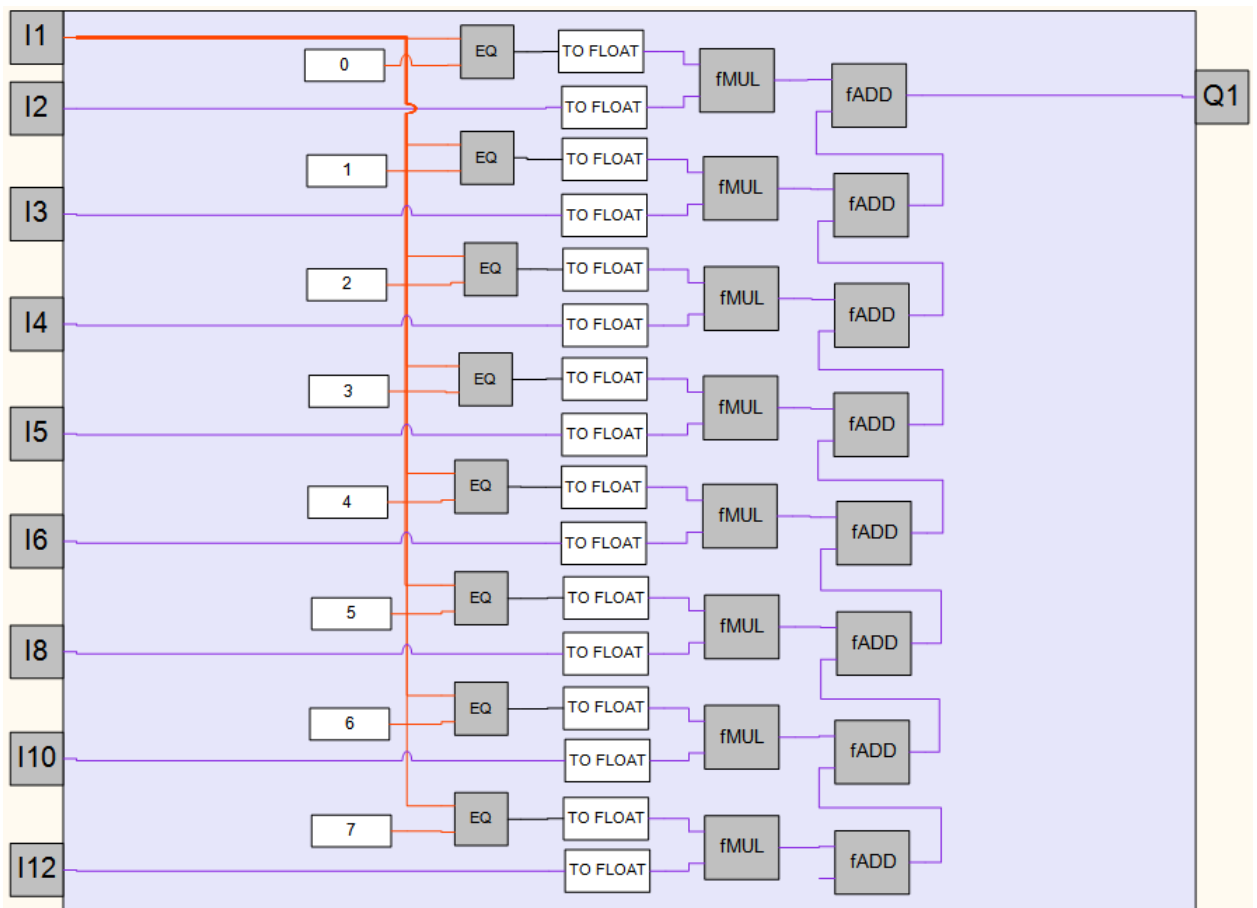 I1
EQ
TO FLOAT
0
fMUL
fADD
Q1
I2
TO FLOAT
EQ
TO FLOAT
1
fMUL
fADD
I3
TO FLOAT
EQ
TO FLOAT
2
fMUL
fADD
I4
TO FLOAT
EQ
TO FLOAT
3
fMUL
fADD
I5
TO FLOAT
EQ
TO FLOAT
4
fMUL
fADD
I6
TO FLOAT
EQ
TO FLOAT
5
fMUL
fADD
I8
TO FLOAT
EQ
TO FLOAT
6
fMUL
fADD
I10
TO FLOAT
EQ
TO FLOAT
7
fMUL
fADD
I12
TO FLOAT